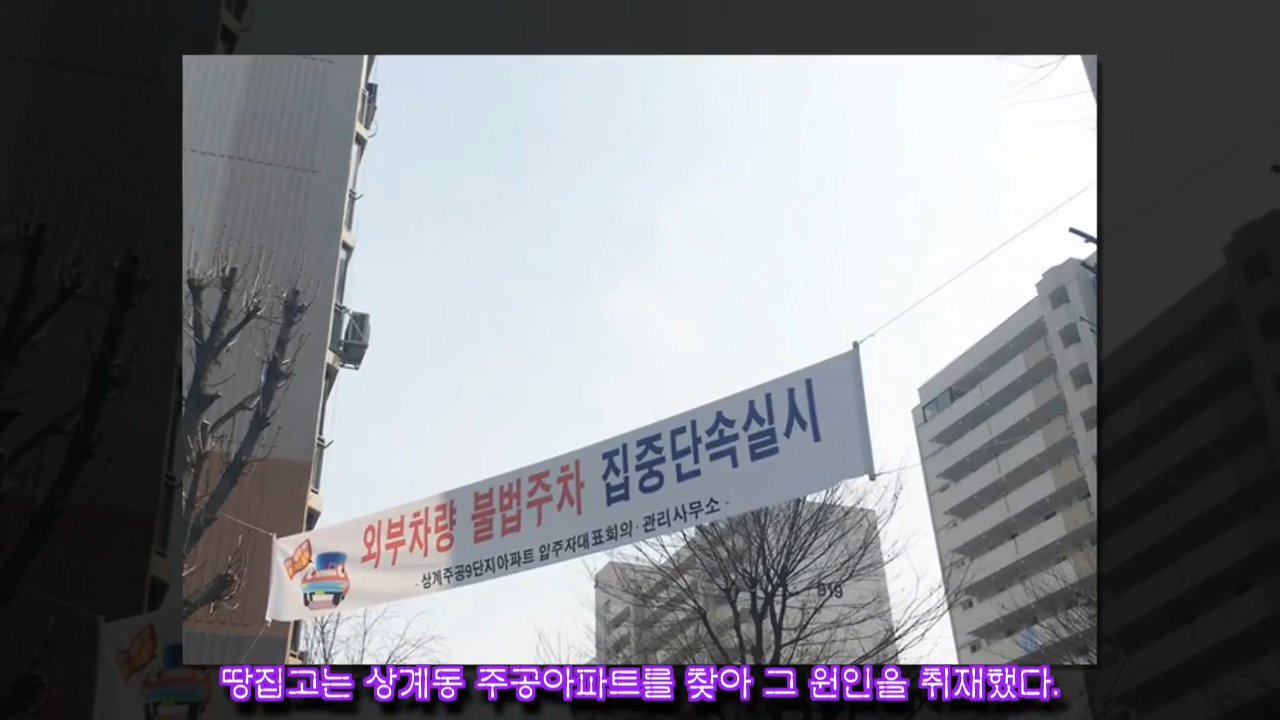 외부차량 불법주차 집중단속실시
- 상계주공9단지아파트 입주자대표회의·관리사무소 -
919
땅집고는 상계동 주공아파트를 찾아 그 원인을 취재했다.